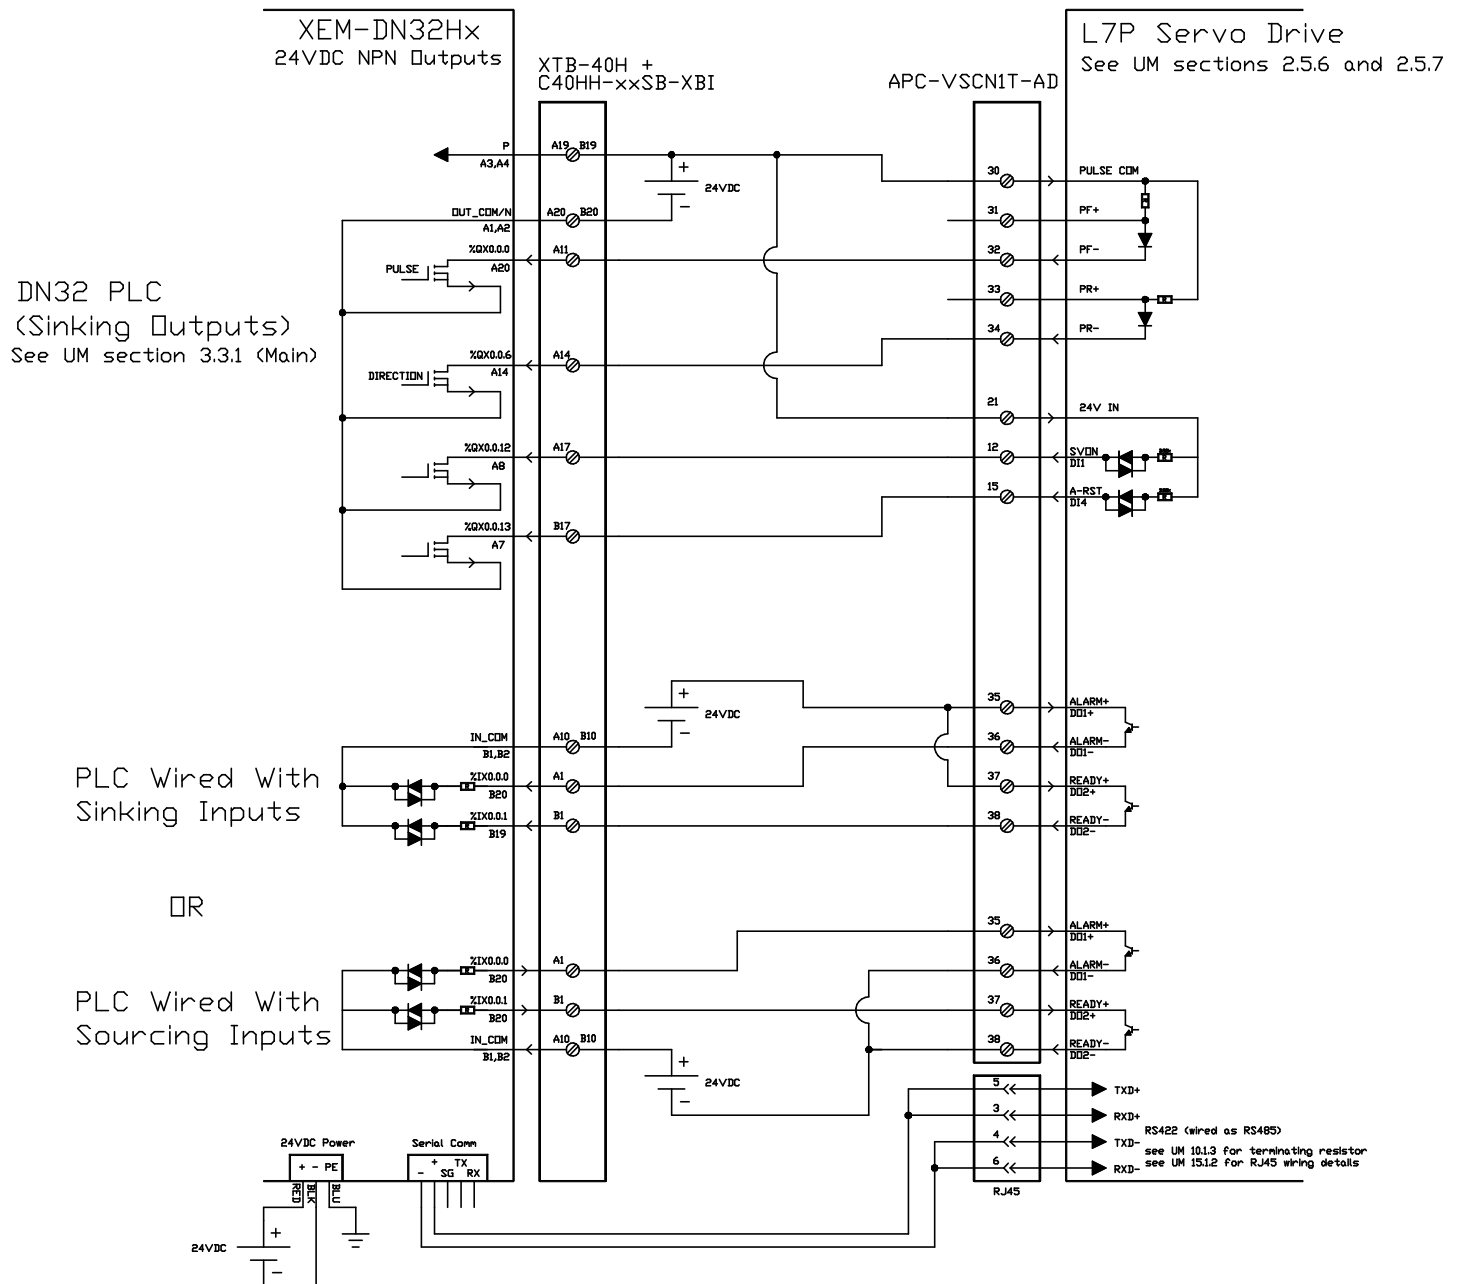 XEM-DN32Hx
24VDC NPN Outputs
XTB-40H +
C40HH-xxSB-XBI
APC-VSCN1T-AD
L7P Servo Drive
See UM sections 2.5.6 and 2.5.7
P
A3,A4
A19 B19
+
24VDC
-
30
PULSE COM
OUT_COM/N
A1,A2
A20 B20
31
PF+
%QX0.0.0
A20
A11
32
PF-
PULSE
33
PR+
DN32 PLC
(Sinking Outputs)
See UM section 3.3.1 (Main)
34
PR-
%QX0.0.6
A14
A14
DIRECTION
21
24V IN
%QX0.0.12
A8
A17
12
SVON
DI1
15
A-RST
DI4
%QX0.0.13
A7
B17
+
24VDC
-
35
ALARM+
DO1+
IN_COM
B1,B2
A10 B10
36
ALARM-
DO1-
PLC Wired With
Sinking Inputs
%IX0.0.0
B20
A1
37
READY+
DO2+
%IX0.0.1
B19
B1
38
READY-
DO2-
OR
35
ALARM+
DO1+
%IX0.0.0
B20
A1
36
ALARM-
DO1-
PLC Wired With
Sourcing Inputs
%IX0.0.1
B20
B1
37
READY+
DO2+
IN_COM
B1,B2
A10 B10
38
READY-
DO2-
+
24VDC
-
5
TXD+
3
RXD+
4
TXD-
6
RXD-
RJ45
RS422 (wired as RS485)
see UM 10.1.3 for terminating resistor
see UM 15.1.2 for RJ45 wiring details
24VDC Power
+ - PE
RED
BLK
BLU
Serial Comm
- + SG TX RX
24VDC
+
-